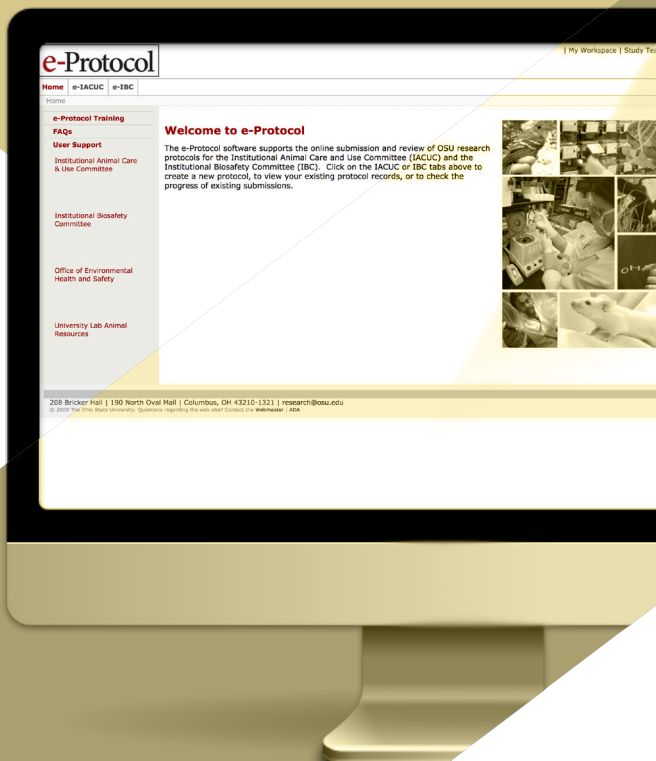 e-Protocol
| My Workspace | Study Tea
Home e-IACUC e-IBC
Home
e-Protocol Training
FAQs
User Support
Institutional Animal Care
& Use Committee
Institutional Biosafety
Committee
Office of Environmental
Health and Safety
University Lab Animal
Resources
Welcome to e-Protocol
The e-Protocol software supports the online submission and review of OSU research
protocols for the Institutional Animal Care and Use Committee (IACUC) and the
Institutional Biosafety Committee (IBC). Click on the IACUC or IBC tabs above to
create a new protocol, to view your existing protocol records, or to check the
progress of existing submissions.
208 Bricker Hall | 190 North Oval Mall | Columbus, OH 43210-1321 | research@osu.edu
© 2009 The Ohio State University. Questions regarding the web site? Contact the Webmaster | ADA